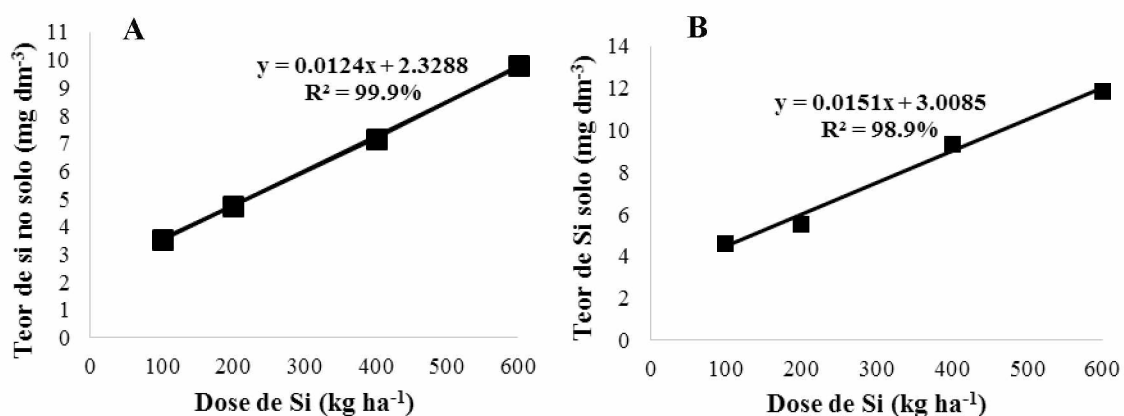 A
Teor de si no solo (mg dm⁻³)
11
10
9
8
7
6
5
4
3
2
1
0
y = 0.0124x + 2.3288
R² = 99.9%
0 100 200 300 400 500 600
Dose de Si (kg ha⁻¹)
B
Teor de Si solo (mg dm⁻³)
14
12
10
8
6
4
2
0
y = 0.0151x + 3.0085
R² = 98.9%
0 100 200 300 400 500 600
Dose de Si (kg ha⁻¹)